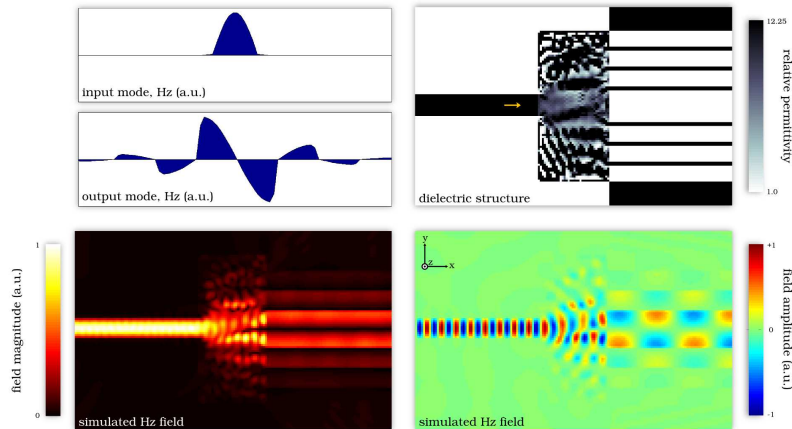 input mode, Hz (a.u.)
output mode, Hz (a.u.)
dielectric structure
12.25
1.0
relative permittivity
field magnitude (a.u.)
1
0
simulated Hz field
y
z
x
simulated Hz field
+1
0
-1
field amplitude (a.u.)